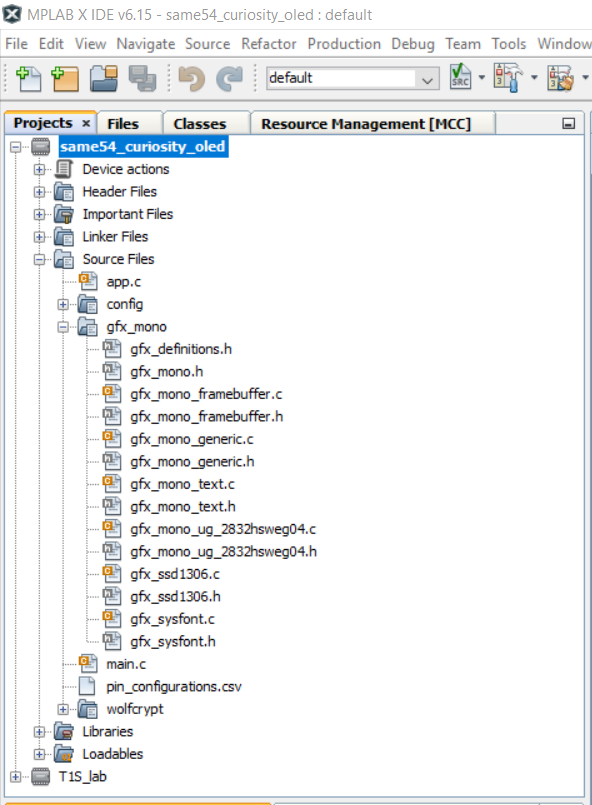 MPLAB X IDE v6.15 - same54_curiosity_oled : default
File Edit View Navigate Source Refactor Production Debug Team Tools Window
default SRC 3 3
Projects × Files Classes Resource Management [MCC]
same54_curiosity_oled
Device actions
Header Files
Important Files
Linker Files
Source Files
app.c
config
gfx_mono
gfx_definitions.h
gfx_mono.h
gfx_mono_framebuffer.c
gfx_mono_framebuffer.h
gfx_mono_generic.c
gfx_mono_generic.h
gfx_mono_text.c
gfx_mono_text.h
gfx_mono_ug_2832hsweg04.c
gfx_mono_ug_2832hsweg04.h
gfx_ssd1306.c
gfx_ssd1306.h
gfx_sysfont.c
gfx_sysfont.h
main.c
pin_configurations.csv
wolfcrypt
Libraries
Loadables
T1S_lab